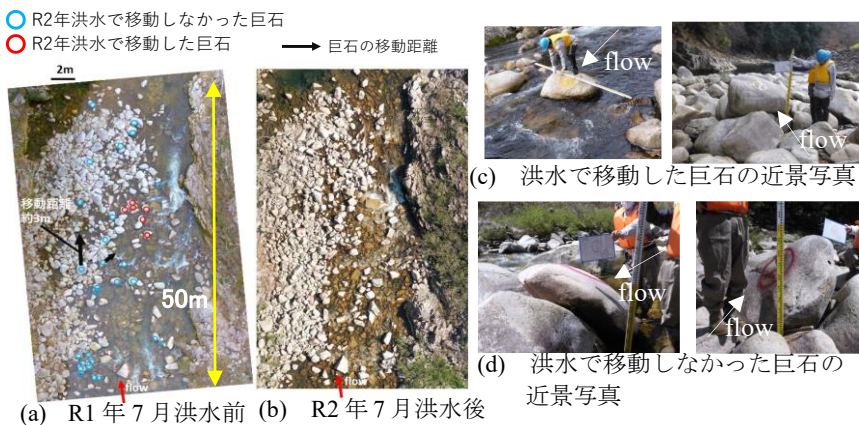 R2年洪水で移動しなかった巨石
R2年洪水で移動した巨石
巨石の移動距離
2m
移動距離
約3m
50m
flow
flow
(a) R1 年 7 月洪水前
(b) R2 年 7 月洪水後
flow
flow
(c) 洪水で移動した巨石の近景写真
flow
flow
(d) 洪水で移動しなかった巨石の
近景写真